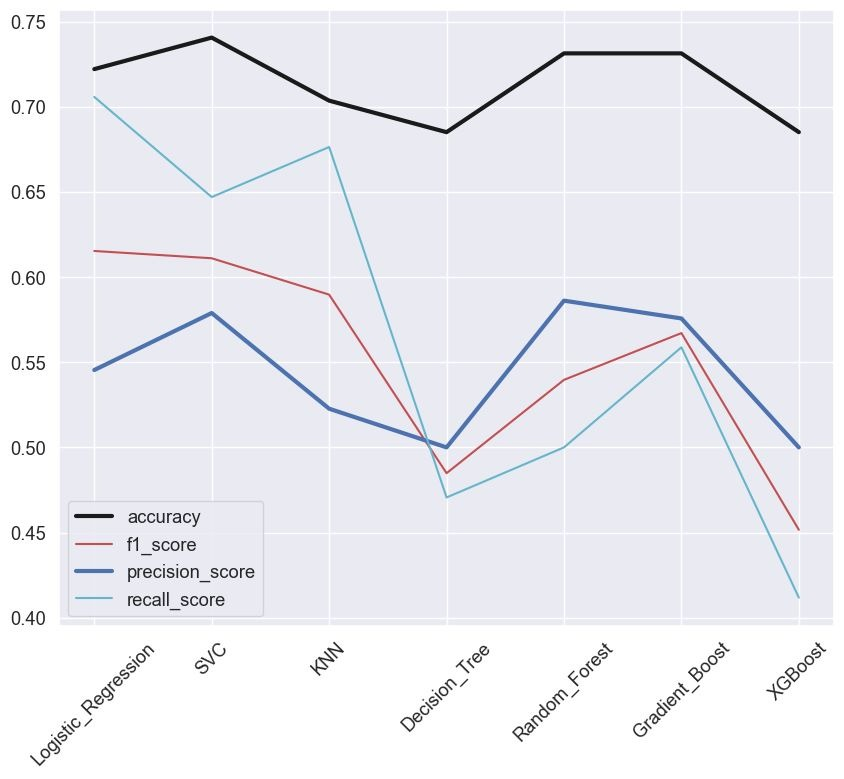 0.75
0.70
0.65
0.60
0.55
0.50
0.45
0.40
accuracy
f1_score
precision_score
recall_score
Logistic_Regression
SVC
KNN
Decision_Tree
Random_Forest
Gradient_Boost
XGBoost